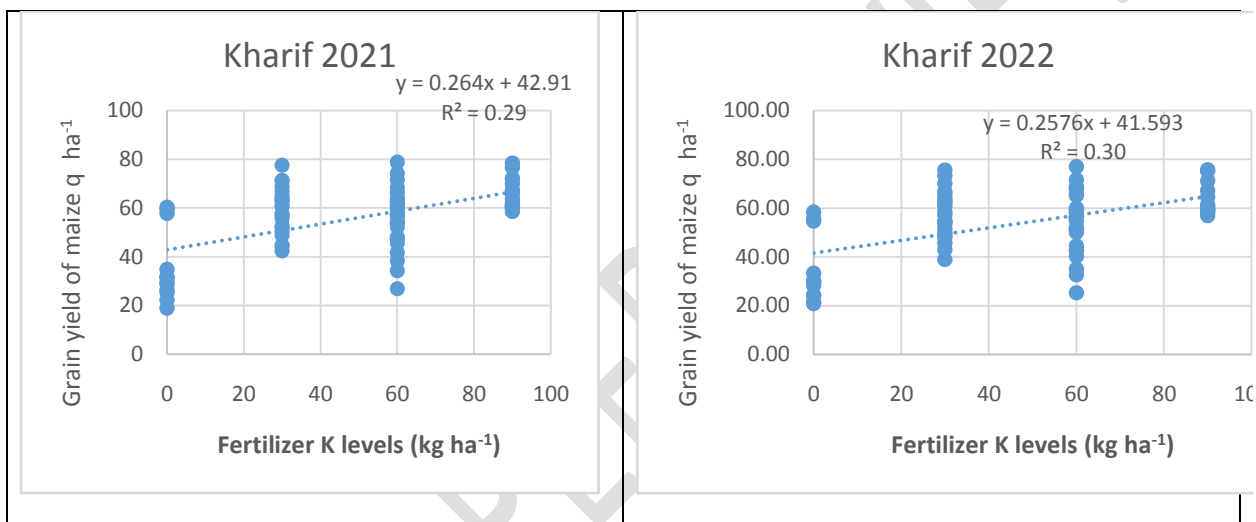 Kharif 2021
y = 0.264x + 42.91
R² = 0.29
100
80
60
40
20
0
0 20 40 60 80 100
Grain yield of maize q ha⁻¹
Fertilizer K levels (kg ha⁻¹)
Kharif 2022
y = 0.2576x + 41.593
R² = 0.30
100.00
80.00
60.00
40.00
20.00
0.00
0 20 40 60 80 10
Grain yield of maize q ha⁻¹
Fertilizer K levels (kg ha⁻¹)